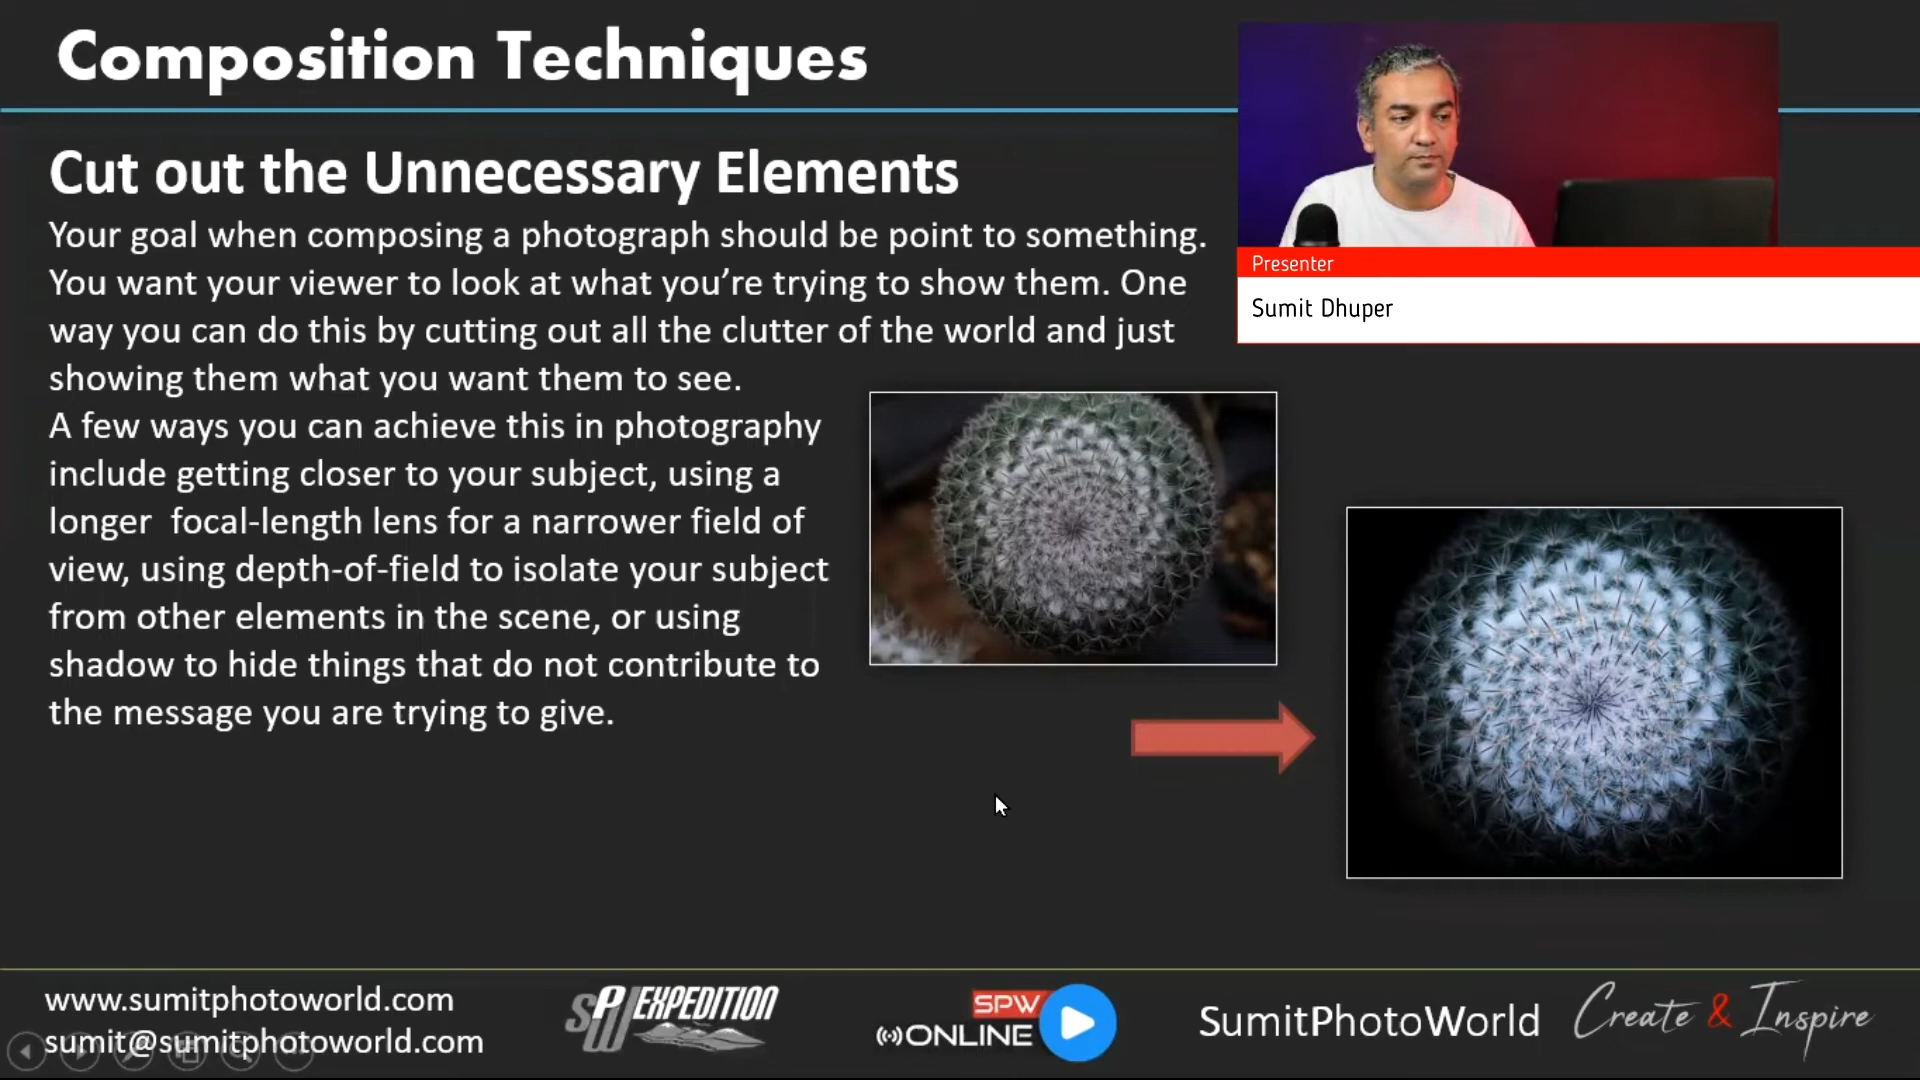 Composition Techniques
Cut out the Unnecessary Elements
Your goal when composing a photograph should be point to something.
You want your viewer to look at what you’re trying to show them. One
way you can do this by cutting out all the clutter of the world and just
showing them what you want them to see.
A few ways you can achieve this in photography
include getting closer to your subject, using a
longer  focal-length lens for a narrower field of
view, using depth-of-field to isolate your subject
from other elements in the scene, or using
shadow to hide things that do not contribute to
the message you are trying to give.
Presenter
Sumit Dhuper
www.sumitphotoworld.com
sumit@sumitphotoworld.com
SPW EXPEDITION
SPW
ONLINE
SumitPhotoWorld
Create & Inspire